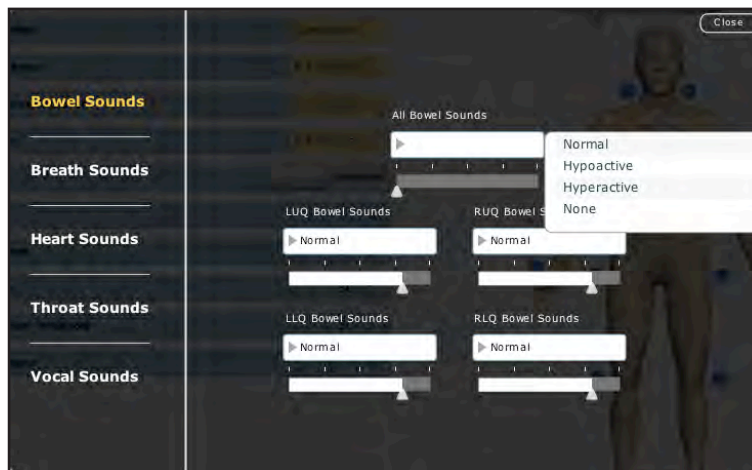 Close
Bowel Sounds
Breath Sounds
Heart Sounds
Throat Sounds
Vocal Sounds
All Bowel Sounds
Normal
Hypoactive
Hyperactive
None
LUQ Bowel Sounds
Normal
RUQ Bowel
Normal
LLQ Bowel Sounds
Normal
RLQ Bowel Sounds
Normal